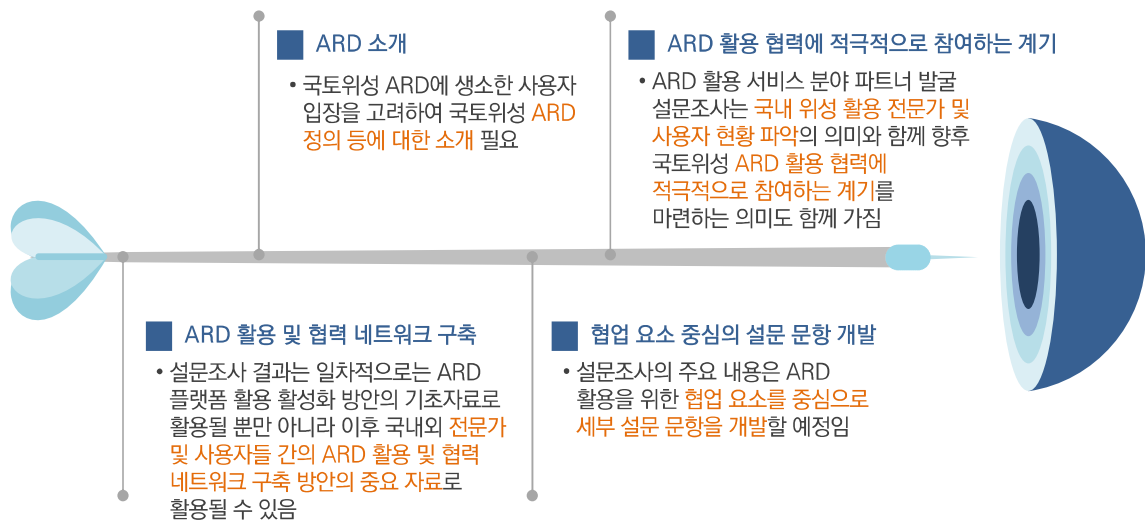 ARD 소개
• 국토위성 ARD에 생소한 사용자
입장을 고려하여 국토위성 ARD
정의 등에 대한 소개 필요
ARD 활용 협력에 적극적으로 참여하는 계기
• ARD 활용 서비스 분야 파트너 발굴
설문조사는 국내 위성 활용 전문가 및
사용자 현황 파악의 의미와 함께 향후
국토위성 ARD 활용 협력에
적극적으로 참여하는 계기를
마련하는 의미도 함께 가짐
ARD 활용 및 협력 네트워크 구축
• 설문조사 결과는 일차적으로는 ARD
플랫폼 활용 활성화 방안의 기초자료로
활용될 뿐만 아니라 이후 국내외 전문가
및 사용자들 간의 ARD 활용 및 협력
네트워크 구축 방안의 중요 자료로
활용될 수 있음
협업 요소 중심의 설문 문항 개발
• 설문조사의 주요 내용은 ARD
활용을 위한 협업 요소를 중심으로
세부 설문 문항을 개발할 예정임